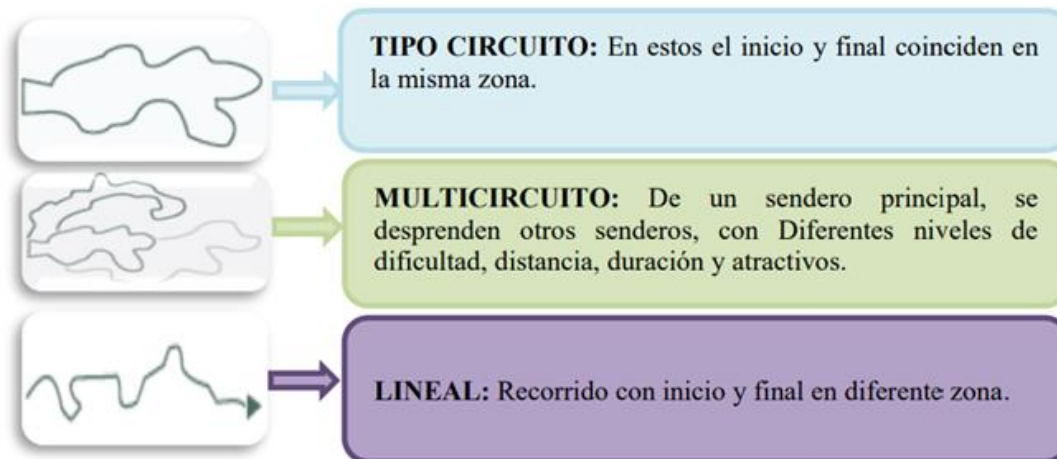 TIPO CIRCUITO: En estos el inicio y final coinciden en
la misma zona.
MULTICIRCUITO: De un sendero principal, se
desprenden otros senderos, con Diferentes niveles de
dificultad, distancia, duración y atractivos.
LINEAL: Recorrido con inicio y final en diferente zona.